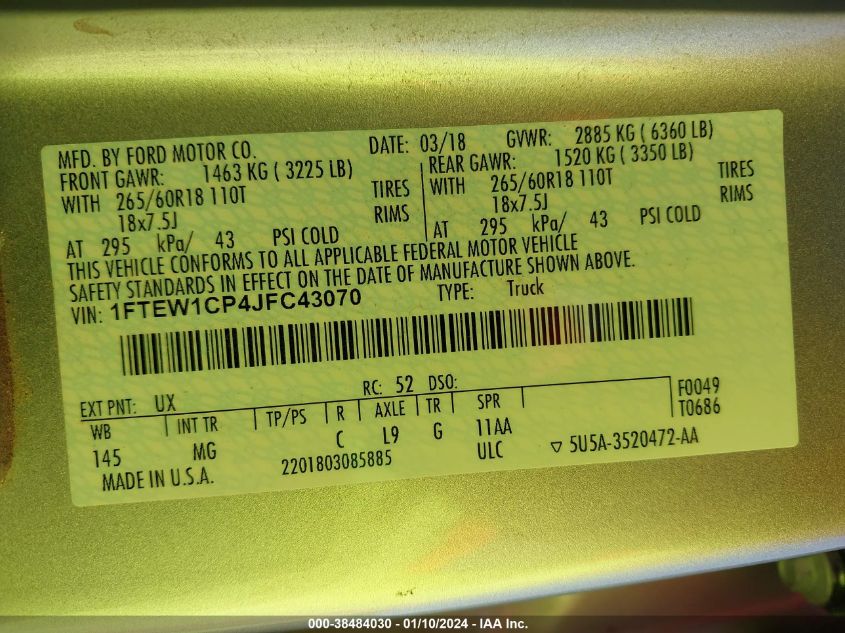 MFD. BY FORD MOTOR CO. DATE: 03/18 GVWR: 2885 KG ( 6360 LB)
FRONT GAWR: 1463 KG ( 3225 LB) REAR GAWR: 1520 KG ( 3350 LB)
WITH 265/60R18 110T TIRES WITH 265/60R18 110T TIRES
18x7.5J RIMS 18x7.5J RIMS
AT 295 kPa/ 43 PSI COLD AT 295 kPa/ 43 PSI COLD
THIS VEHICLE CONFORMS TO ALL APPLICABLE FEDERAL MOTOR VEHICLE
SAFETY STANDARDS IN EFFECT ON THE DATE OF MANUFACTURE SHOWN ABOVE.
VIN: 1FTEW1CP4JFC43070 TYPE: Truck
EXT PNT: UX RC: 52 DSO: F0049
WB INT TR TP/PS R AXLE TR SPR T0686
145 MG C L9 G 11AA
ULC ▽ 5U5A-3520472-AA
MADE IN U.S.A. 2201803085885
000-38484030 - 01/10/2024 - IAA Inc.